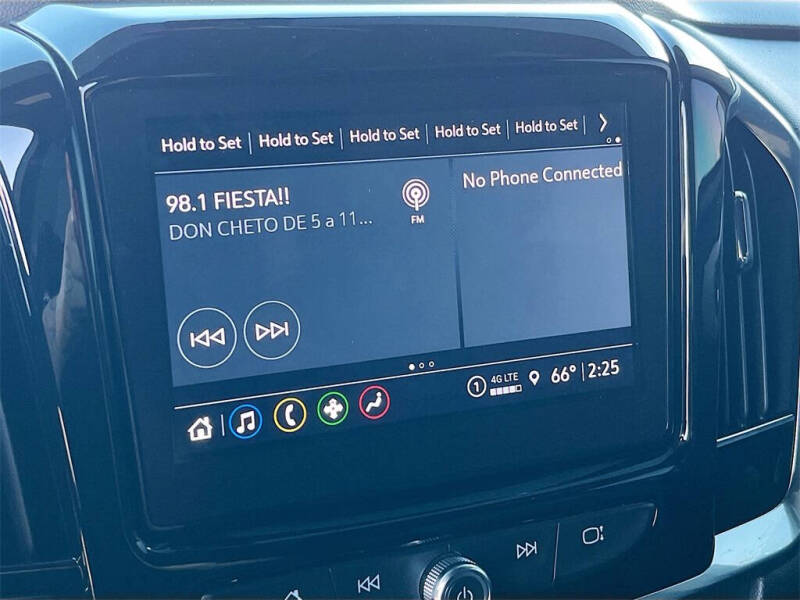 Hold to Set Hold to Set Hold to Set Hold to Set Hold to Set
98.1 FIESTA!!
DON CHETO DE 5 a 11...
FM
No Phone Connected
1 4G LTE 66° 2:25